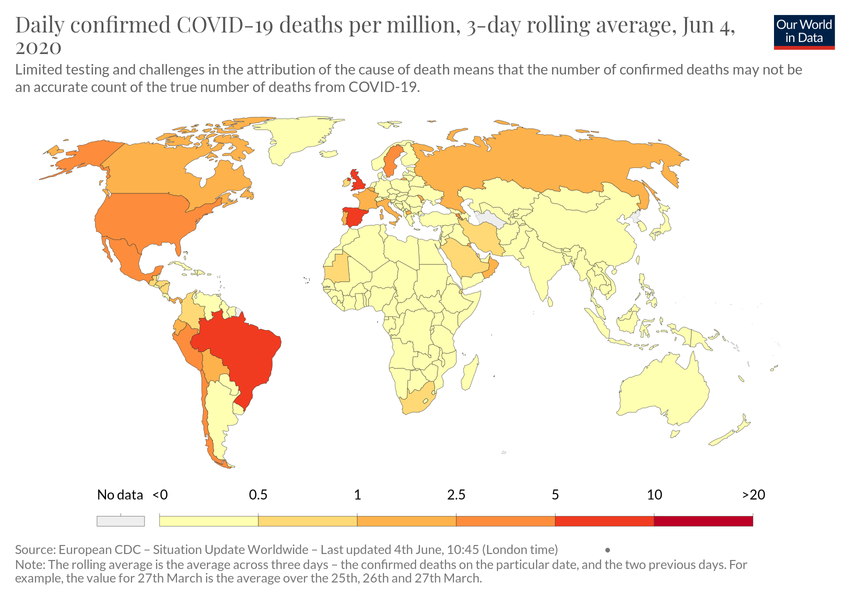 Daily confirmed COVID-19 deaths per million, 3-day rolling average, Jun 4,
2020
Our World
in Data
Limited testing and challenges in the attribution of the cause of death means that the number of confirmed deaths may not be
an accurate count of the true number of deaths from COVID-19.
No data <0 0.5 1 2.5 5 10 >20
Source: European CDC – Situation Update Worldwide – Last updated 4th June, 10:45 (London time) •
Note: The rolling average is the average across three days – the confirmed deaths on the particular date, and the two previous days. For
example, the value for 27th March is the average over the 25th, 26th and 27th March.